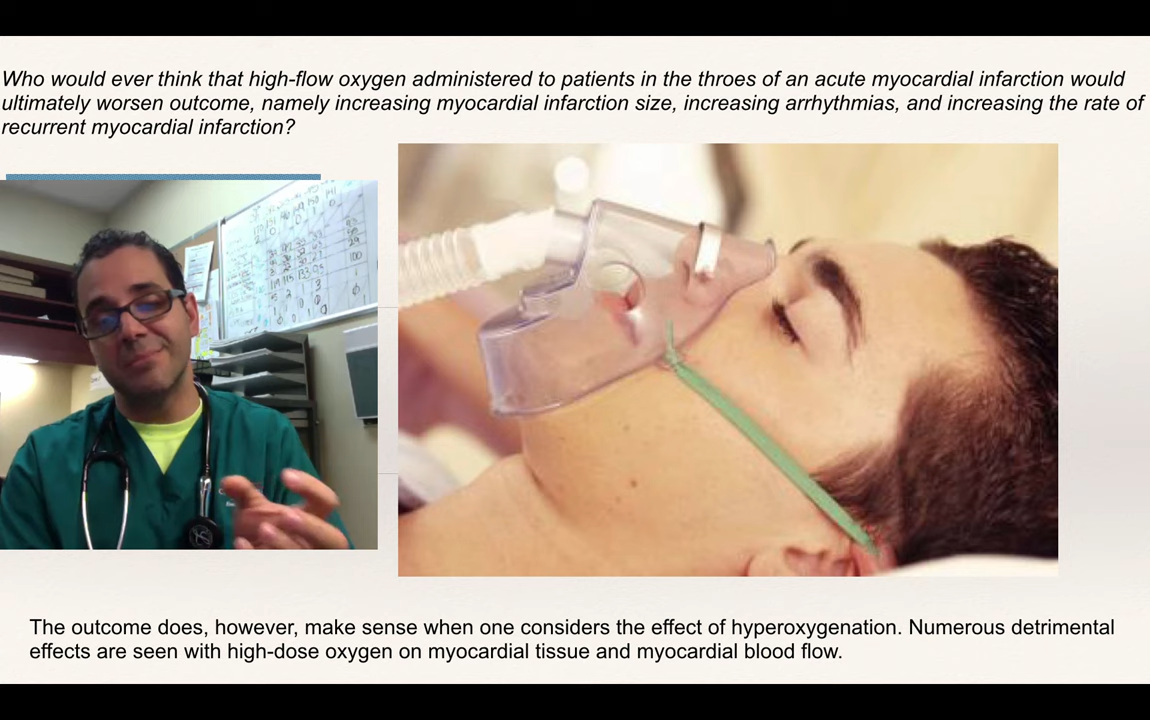 Who would ever think that high-flow oxygen administered to patients in the throes of an acute myocardial infarction would
ultimately worsen outcome, namely increasing myocardial infarction size, increasing arrhythmias, and increasing the rate of
recurrent myocardial infarction?
100
The outcome does, however, make sense when one considers the effect of hyperoxygenation. Numerous detrimental
effects are seen with high-dose oxygen on myocardial tissue and myocardial blood flow.